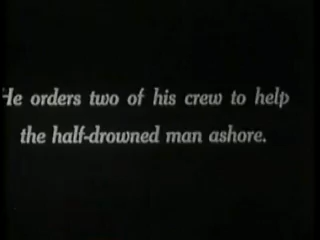 He orders two of his crew to help
the half-drowned man ashore.